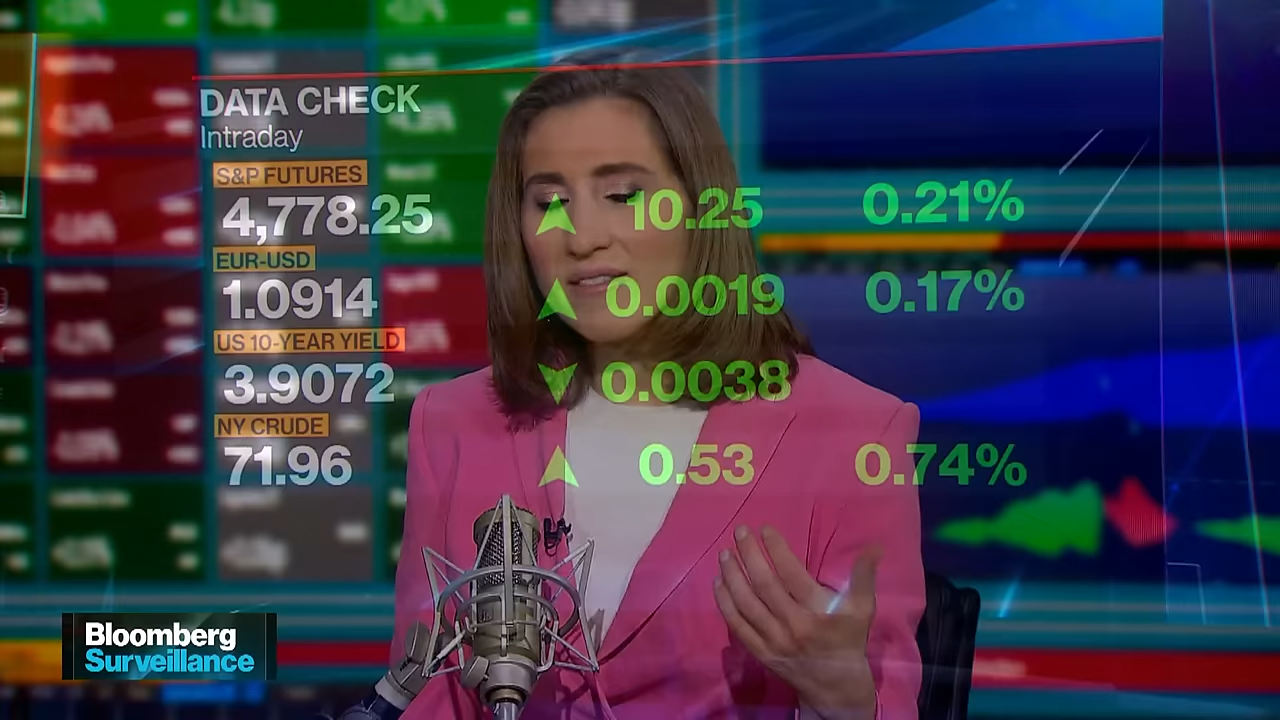 DATA CHECK
Intraday
S&P FUTURES
4,778.25 10.25 0.21%
EUR-USD
1.0914 0.0019 0.17%
US 10-YEAR YIELD
3.9072 0.0038
NY CRUDE
71.96 0.53 0.74%
Bloomberg
Surveillance